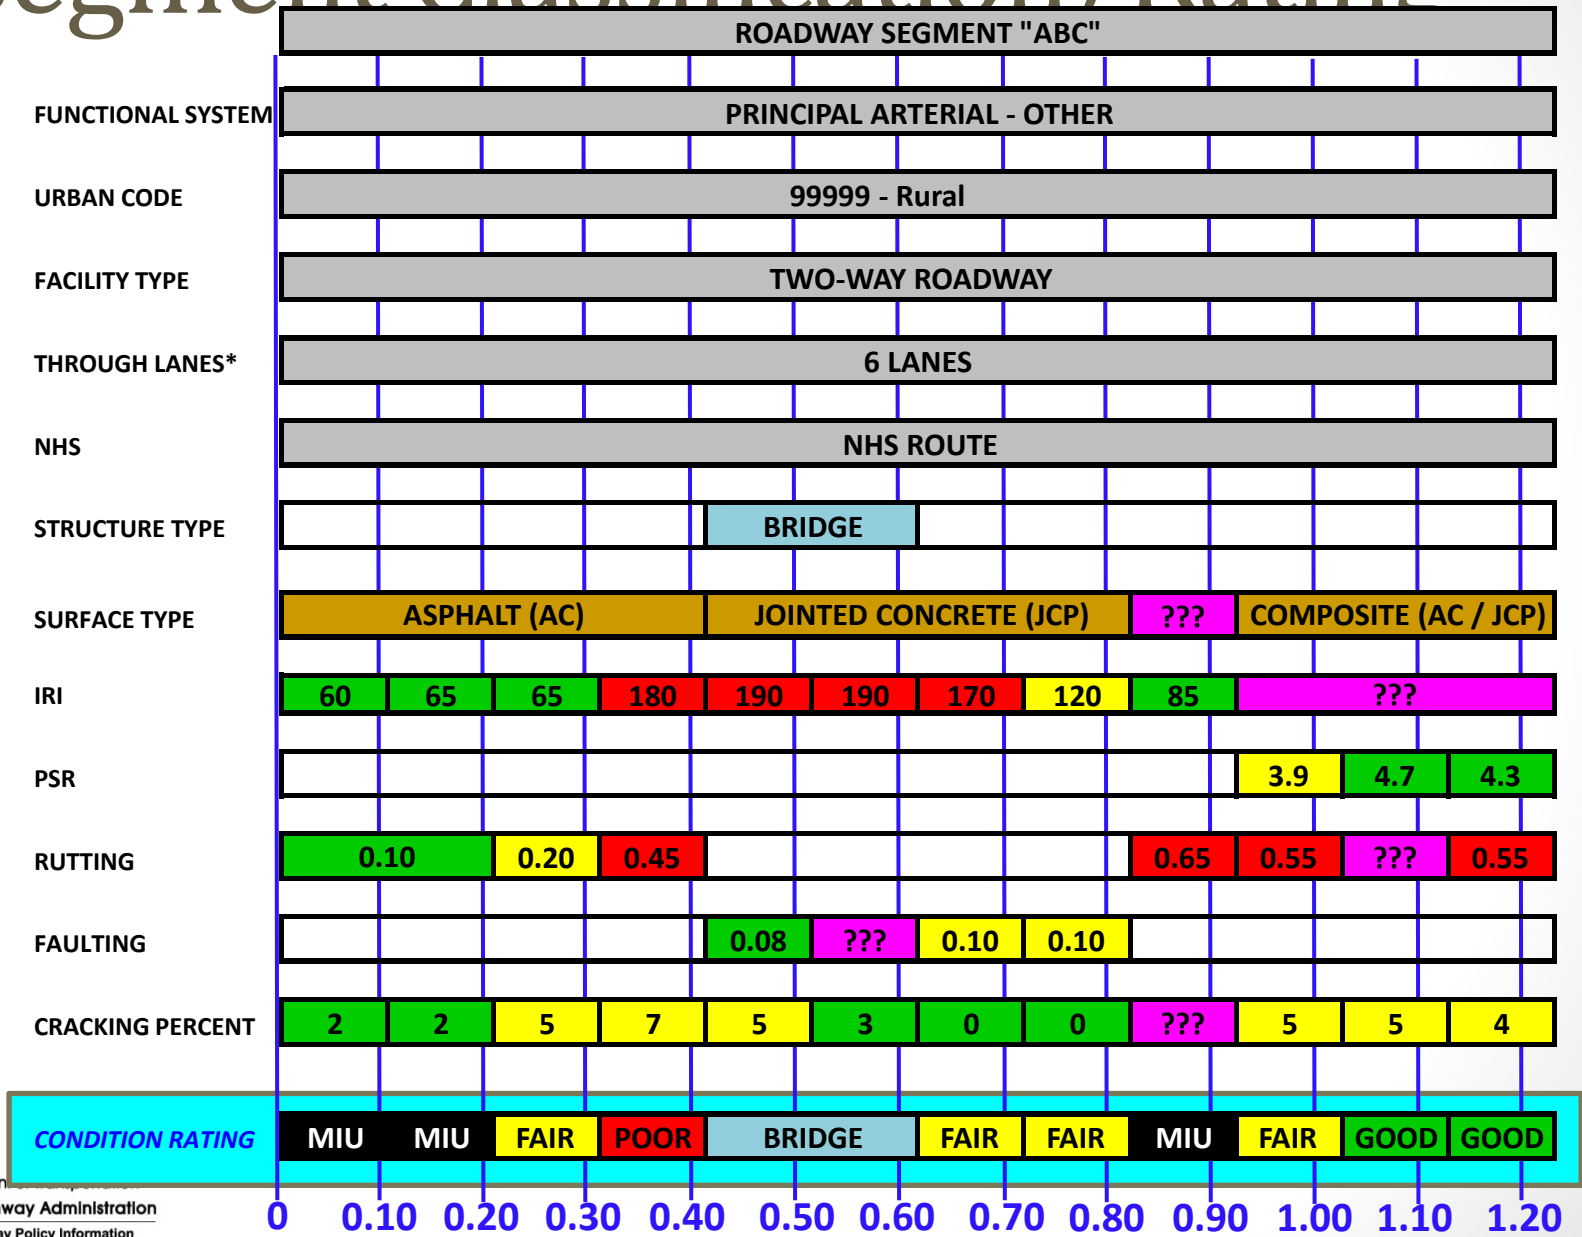 ROADWAY SEGMENT "ABC"
FUNCTIONAL SYSTEM PRINCIPAL ARTERIAL - OTHER
URBAN CODE 99999 - Rural
FACILITY TYPE TWO-WAY ROADWAY
THROUGH LANES* 6 LANES
NHS NHS ROUTE
STRUCTURE TYPE BRIDGE
SURFACE TYPE ASPHALT (AC) JOINTED CONCRETE (JCP) ??? COMPOSITE (AC / JCP)
IRI 60 65 65 180 190 190 170 120 85 ???
PSR 3.9 4.7 4.3
RUTTING 0.10 0.20 0.45 0.65 0.55 ??? 0.55
FAULTING 0.08 ??? 0.10 0.10
CRACKING PERCENT 2 2 5 7 5 3 0 0 ??? 5 5 4
CONDITION RATING MIU MIU FAIR POOR BRIDGE FAIR FAIR MIU FAIR GOOD GOOD
Administration
Policy Information
0 0.10 0.20 0.30 0.40 0.50 0.60 0.70 0.80 0.90 1.00 1.10 1.20